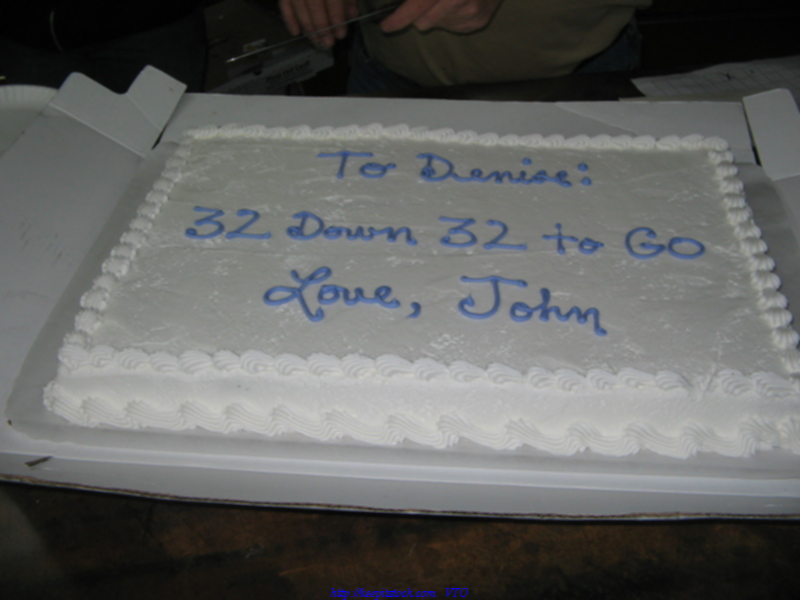 To Denise:
32 Down 32 to GO
Love, John